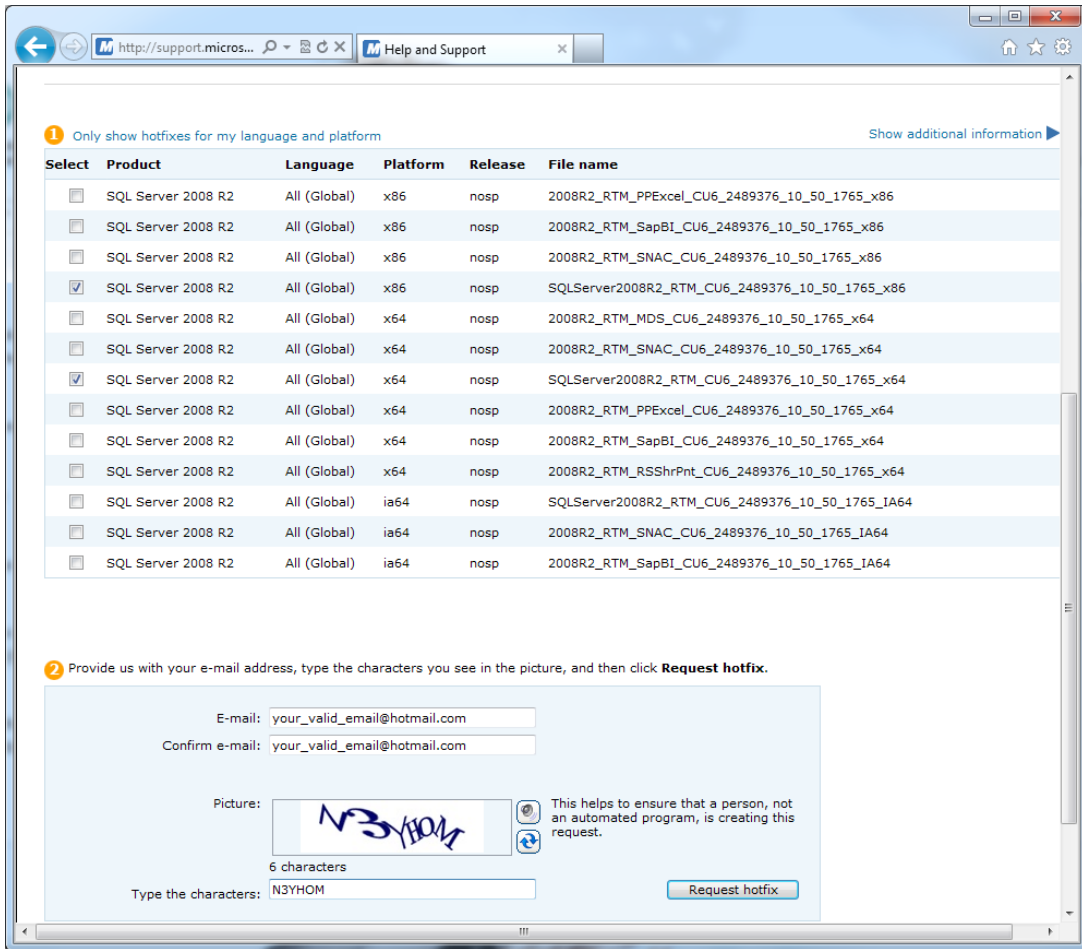 http://support.micros...
Help and Support
1 Only show hotfixes for my language and platform Show additional information
Select Product Language Platform Release File name
SQL Server 2008 R2 All (Global) x86 nosp 2008R2_RTM_PPExcel_CU6_2489376_10_50_1765_x86
SQL Server 2008 R2 All (Global) x86 nosp 2008R2_RTM_SapBI_CU6_2489376_10_50_1765_x86
SQL Server 2008 R2 All (Global) x86 nosp 2008R2_RTM_SNAC_CU6_2489376_10_50_1765_x86
SQL Server 2008 R2 All (Global) x86 nosp SQLServer2008R2_RTM_CU6_2489376_10_50_1765_x86
SQL Server 2008 R2 All (Global) x64 nosp 2008R2_RTM_MDS_CU6_2489376_10_50_1765_x64
SQL Server 2008 R2 All (Global) x64 nosp 2008R2_RTM_SNAC_CU6_2489376_10_50_1765_x64
SQL Server 2008 R2 All (Global) x64 nosp SQLServer2008R2_RTM_CU6_2489376_10_50_1765_x64
SQL Server 2008 R2 All (Global) x64 nosp 2008R2_RTM_PPExcel_CU6_2489376_10_50_1765_x64
SQL Server 2008 R2 All (Global) x64 nosp 2008R2_RTM_SapBI_CU6_2489376_10_50_1765_x64
SQL Server 2008 R2 All (Global) x64 nosp 2008R2_RTM_RSShrPnt_CU6_2489376_10_50_1765_x64
SQL Server 2008 R2 All (Global) ia64 nosp SQLServer2008R2_RTM_CU6_2489376_10_50_1765_IA64
SQL Server 2008 R2 All (Global) ia64 nosp 2008R2_RTM_SNAC_CU6_2489376_10_50_1765_IA64
SQL Server 2008 R2 All (Global) ia64 nosp 2008R2_RTM_SapBI_CU6_2489376_10_50_1765_IA64
2 Provide us with your e-mail address, type the characters you see in the picture, and then click Request hotfix.
E-mail: your_valid_email@hotmail.com
Confirm e-mail: your_valid_email@hotmail.com
Picture: N3YHOM
This helps to ensure that a person, not
an automated program, is creating this
request.
6 characters
Type the characters: N3YHOM
Request hotfix